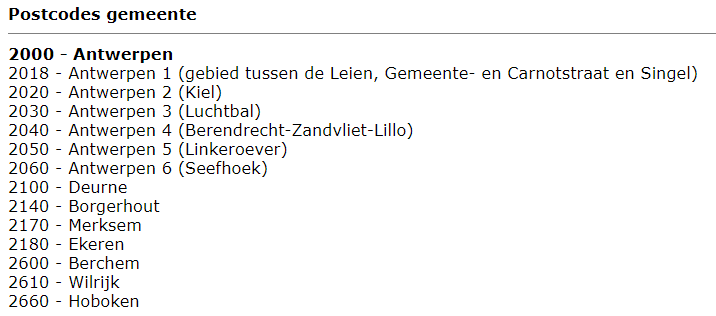 Postcodes gemeente
2000 - Antwerpen
2018 - Antwerpen 1 (gebied tussen de Leien, Gemeente- en Carnotstraat en Singel)
2020 - Antwerpen 2 (Kiel)
2030 - Antwerpen 3 (Luchtbal)
2040 - Antwerpen 4 (Berendrecht-Zandvliet-Lillo)
2050 - Antwerpen 5 (Linkeroever)
2060 - Antwerpen 6 (Seefhoek)
2100 - Deurne
2140 - Borgerhout
2170 - Merksem
2180 - Ekeren
2600 - Berchem
2610 - Wilrijk
2660 - Hoboken